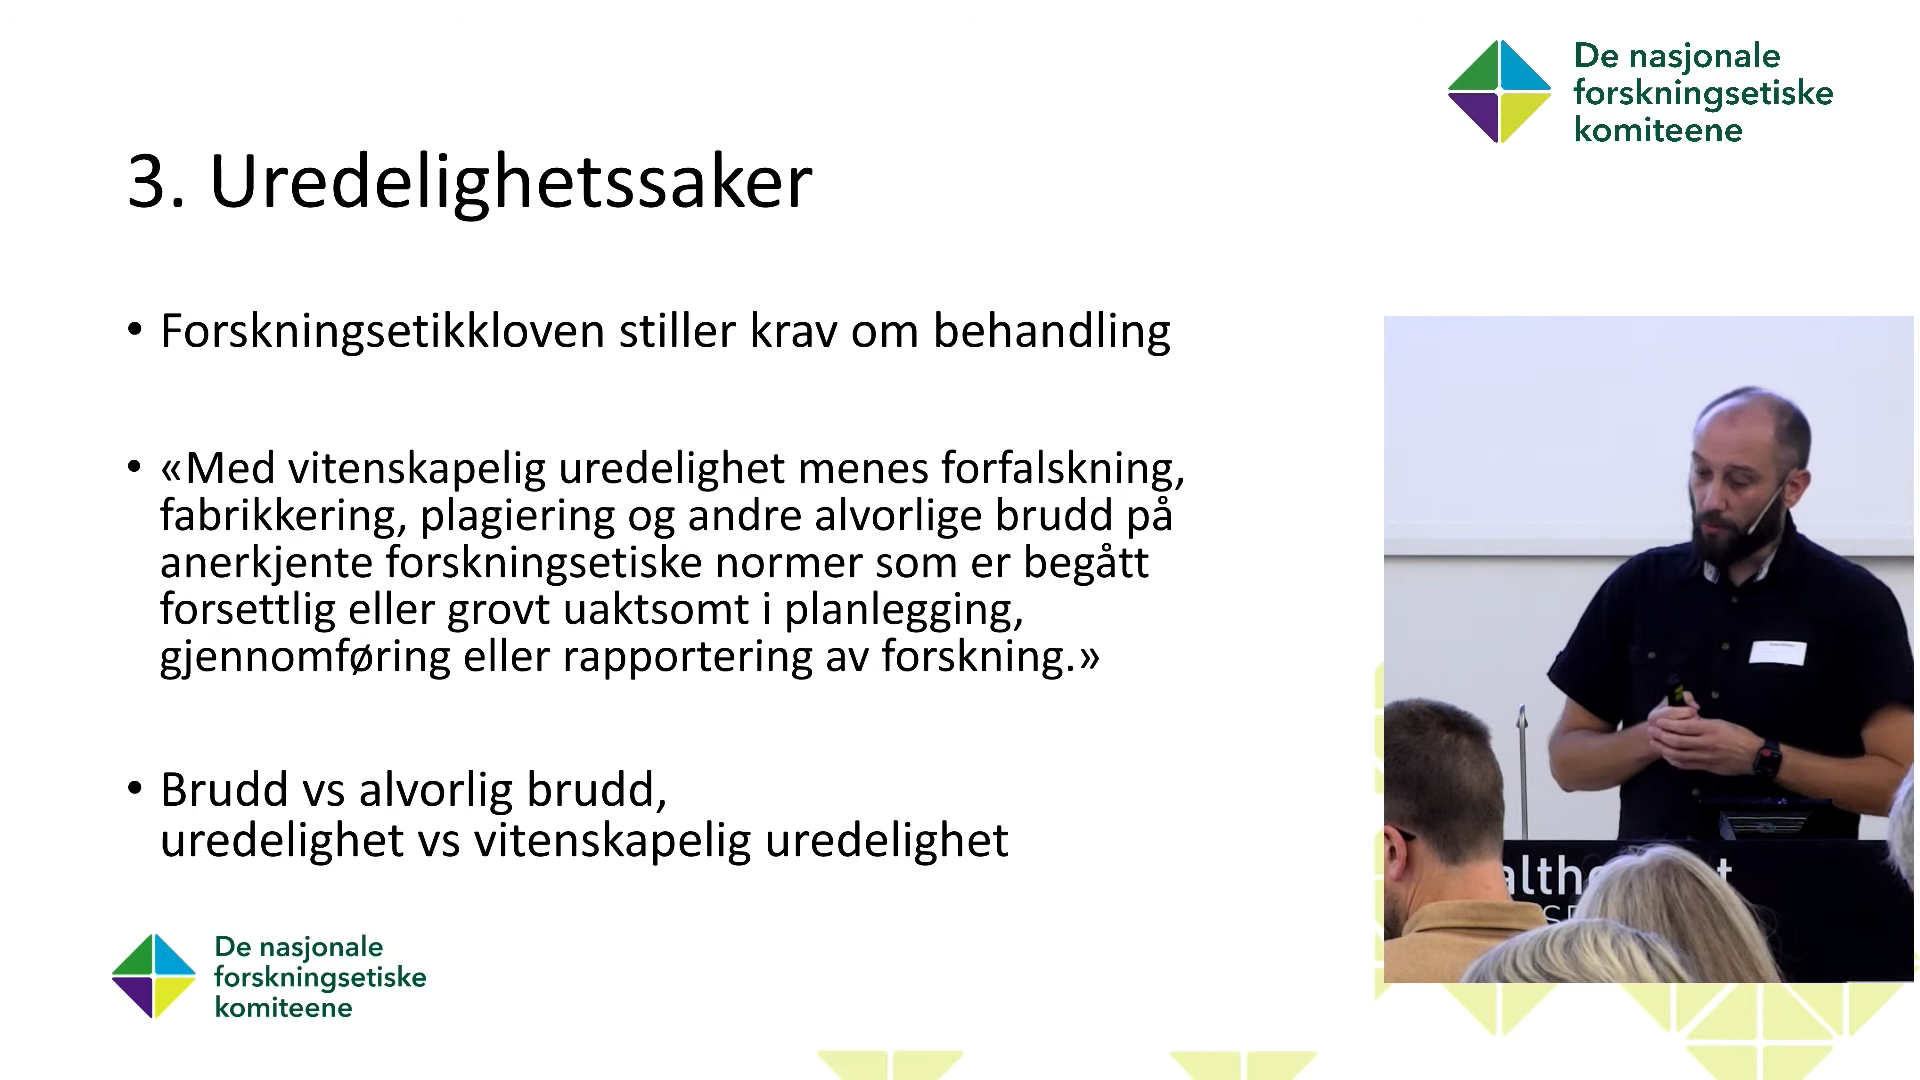 De nasjonale
forskningsetiske
komiteene
3. Uredelighetssaker
• Forskningsetikkloven stiller krav om behandling
• «Med vitenskapelig uredelighet menes forfalskning,
fabrikkering, plagiering og andre alvorlige brudd på
anerkjente forskningsetiske normer som er begått
forsettlig eller grovt uaktsomt i planlegging,
gjennomføring eller rapportering av forskning.»
• Brudd vs alvorlig brudd,
uredelighet vs vitenskapelig uredelighet
De nasjonale
forskningsetiske
komiteene